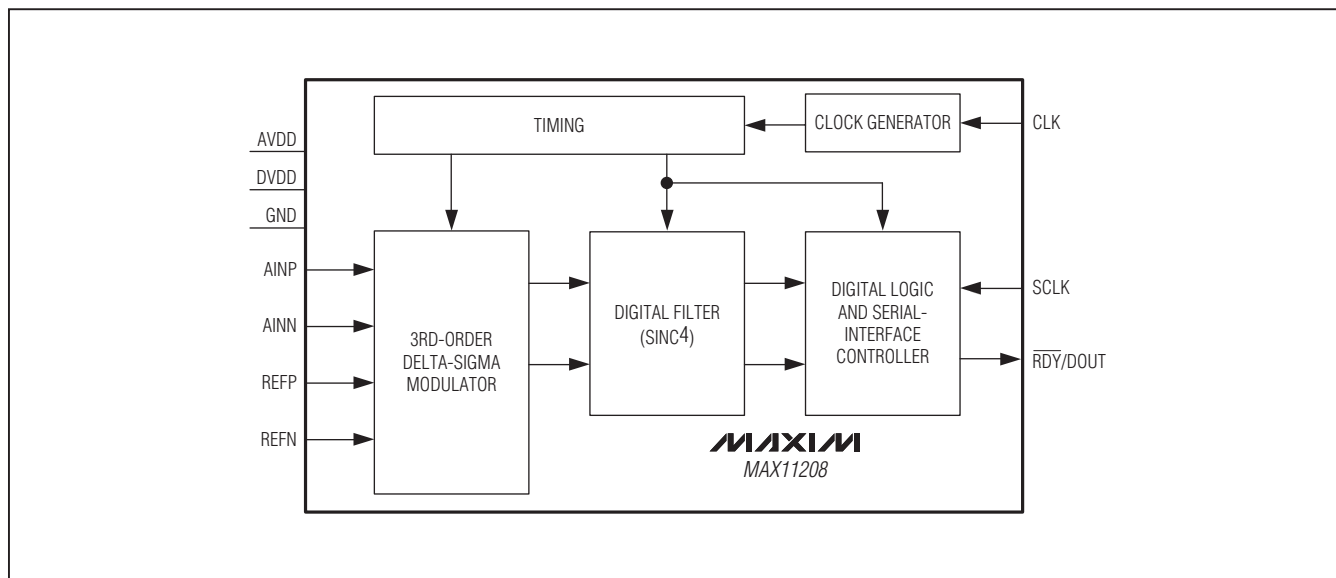 TIMING
CLOCK GENERATOR
CLK
AVDD
DVDD
GND
AINP
AINN
REFP
REFN
3RD-ORDER
DELTA-SIGMA
MODULATOR
DIGITAL FILTER
(SINC4)
DIGITAL LOGIC
AND SERIAL-
INTERFACE
CONTROLLER
SCLK
RDY/DOUT
MAXIM
MAX11208